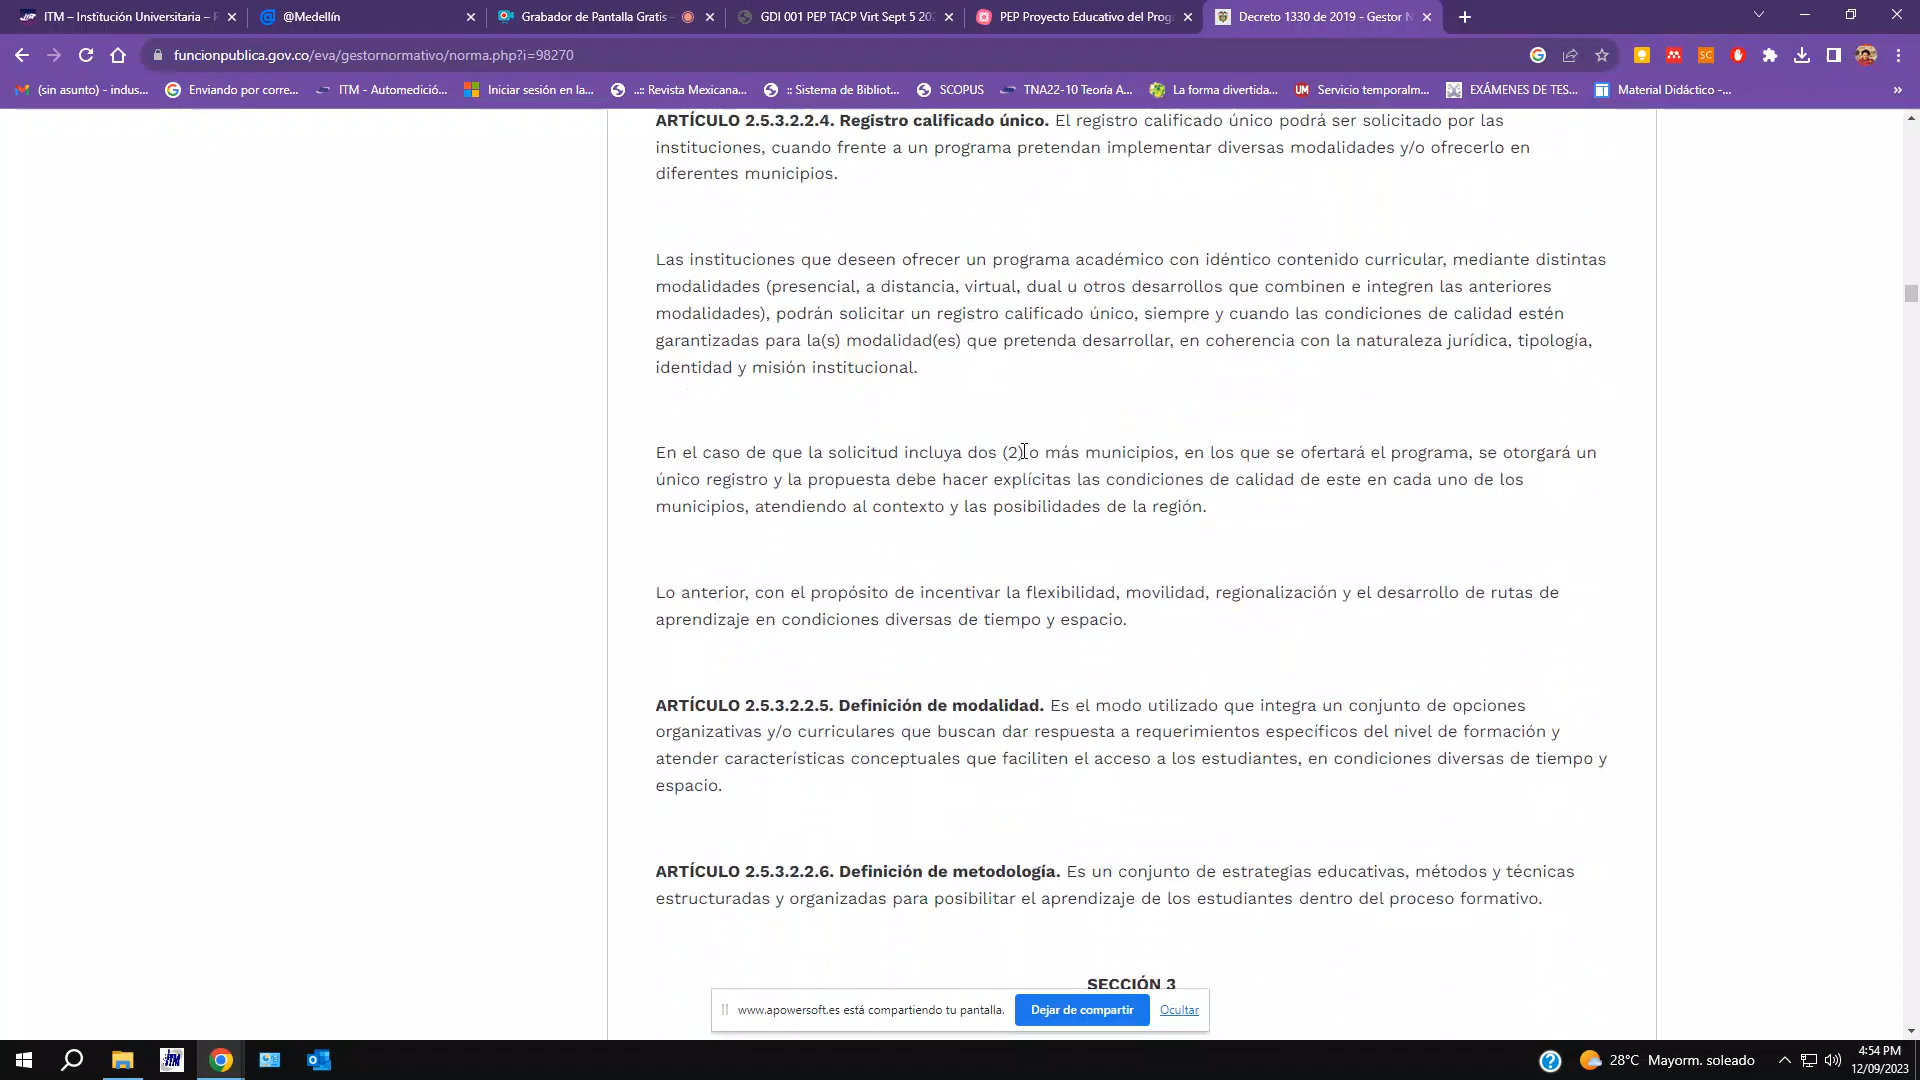 ITM – Institución Universitaria – R
@Medellín
Grabador de Pantalla Gratis -
GDI 001 PEP TACP Virt Sept 5 202
PEP Proyecto Educativo del Prog
Decreto 1330 de 2019 - Gestor N
funcionpublica.gov.co/eva/gestornormativo/norma.php?i=98270
(sin asunto) - indus...
Enviando por corre...
ITM - Automedició...
Iniciar sesión en la...
..:: Revista Mexicana...
:: Sistema de Bibliot...
SCOPUS
TNA22-10 Teoría A...
La forma divertida...
UM Servicio temporalm...
EXÁMENES DE TES...
Material Didáctico -...
»
SC
ARTÍCULO 2.5.3.2.2.4. Registro calificado único. El registro calificado único podrá ser solicitado por las
instituciones, cuando frente a un programa pretendan implementar diversas modalidades y/o ofrecerlo en
diferentes municipios.
Las instituciones que deseen ofrecer un programa académico con idéntico contenido curricular, mediante distintas
modalidades (presencial, a distancia, virtual, dual u otros desarrollos que combinen e integren las anteriores
modalidades), podrán solicitar un registro calificado único, siempre y cuando las condiciones de calidad estén
garantizadas para la(s) modalidad(es) que pretenda desarrollar, en coherencia con la naturaleza jurídica, tipología,
identidad y misión institucional.
En el caso de que la solicitud incluya dos (2) o más municipios, en los que se ofertará el programa, se otorgará un
único registro y la propuesta debe hacer explícitas las condiciones de calidad de este en cada uno de los
municipios, atendiendo al contexto y las posibilidades de la región.
Lo anterior, con el propósito de incentivar la flexibilidad, movilidad, regionalización y el desarrollo de rutas de
aprendizaje en condiciones diversas de tiempo y espacio.
ARTÍCULO 2.5.3.2.2.5. Definición de modalidad. Es el modo utilizado que integra un conjunto de opciones
organizativas y/o curriculares que buscan dar respuesta a requerimientos específicos del nivel de formación y
atender características conceptuales que faciliten el acceso a los estudiantes, en condiciones diversas de tiempo y
espacio.
ARTÍCULO 2.5.3.2.2.6. Definición de metodología. Es un conjunto de estrategias educativas, métodos y técnicas
estructuradas y organizadas para posibilitar el aprendizaje de los estudiantes dentro del proceso formativo.
SECCIÓN 3
www.apowersoft.es está compartiendo tu pantalla.
Dejar de compartir
Ocultar
ITM
28°C Mayorm. soleado
4:54 PM
12/09/2023